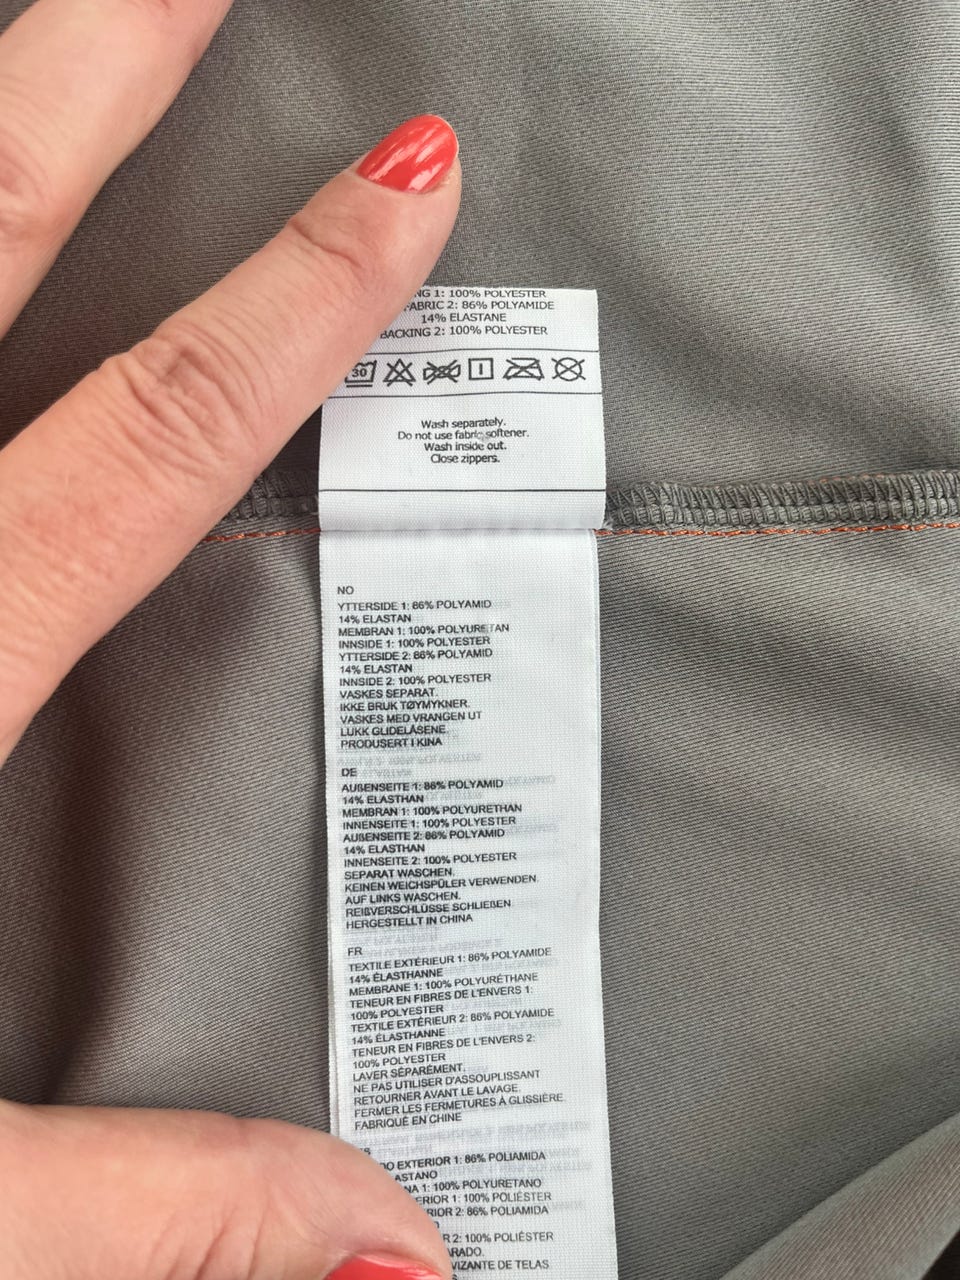 100% POLYESTER
FABRIC 2: 86% POLYAMIDE
14% ELASTANE
BACKING 2: 100% POLYESTER
30
Wash separately.
Do not use fabric softener.
Wash inside out.
Close zippers.
NO
YTTERSIDE 1: 86% POLYAMID
14% ELASTAN
MEMBRAN 1: 100% POLYURETAN
INNSIDE 1: 100% POLYESTER
YTTERSIDE 2: 86% POLYAMID
14% ELASTAN
INNSIDE 2: 100% POLYESTER
VASKES SEPARAT.
IKKE BRUK TØYMYKNER.
VASKES MED VRANGEN UT
LUKK GLIDELÅSENE.
PRODUSERT I KINA
DE
AUßENSEITE 1: 86% POLYAMID
14% ELASTHAN
MEMBRAN 1: 100% POLYURETHAN
INNENSEITE 1: 100% POLYESTER
AUßENSEITE 2: 86% POLYAMID
14% ELASTHAN
INNENSEITE 2: 100% POLYESTER
SEPARAT WASCHEN.
KEINEN WEICHSPÜLER VERWENDEN.
AUF LINKS WASCHEN.
REIßVERSCHLÜSSE SCHLIEßEN
HERGESTELLT IN CHINA
FR
TEXTILE EXTÉRIEUR 1: 86% POLYAMIDE
14% ÉLASTHANNE
MEMBRANE 1: 100% POLYURÉTHANE
TENEUR EN FIBRES DE L'ENVERS 1:
100% POLYESTER
TEXTILE EXTÉRIEUR 2: 86% POLYAMIDE
14% ÉLASTHANNE
TENEUR EN FIBRES DE L'ENVERS 2:
100% POLYESTER
LAVER SÉPARÉMENT.
NE PAS UTILISER D'ASSOUPLISSANT
RETOURNER AVANT LE LAVAGE.
FERMER LES FERMETURES À GLISSIÈRE.
FABRIQUÉ EN CHINE
EXTERIOR 1: 86% POLIAMIDA
1: 100% POLIURETANO
1: 100% POLIÉSTER
2: 86% POLIAMIDA
2: 100% POLIÉSTER
DE TELAS